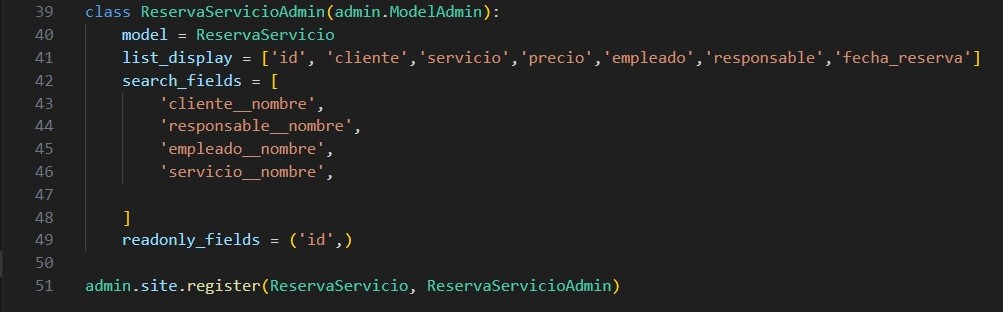 39 class ReservaServicioAdmin(admin.ModelAdmin):
40     model = ReservaServicio
41     list_display = ['id', 'cliente','servicio','precio','empleado','responsable','fecha_reserva']
42     search_fields = [
43         'cliente__nombre',
44         'responsable__nombre',
45         'empleado__nombre',
46         'servicio__nombre',
47
48     ]
49     readonly_fields = ('id',)
50
51 admin.site.register(ReservaServicio, ReservaServicioAdmin)